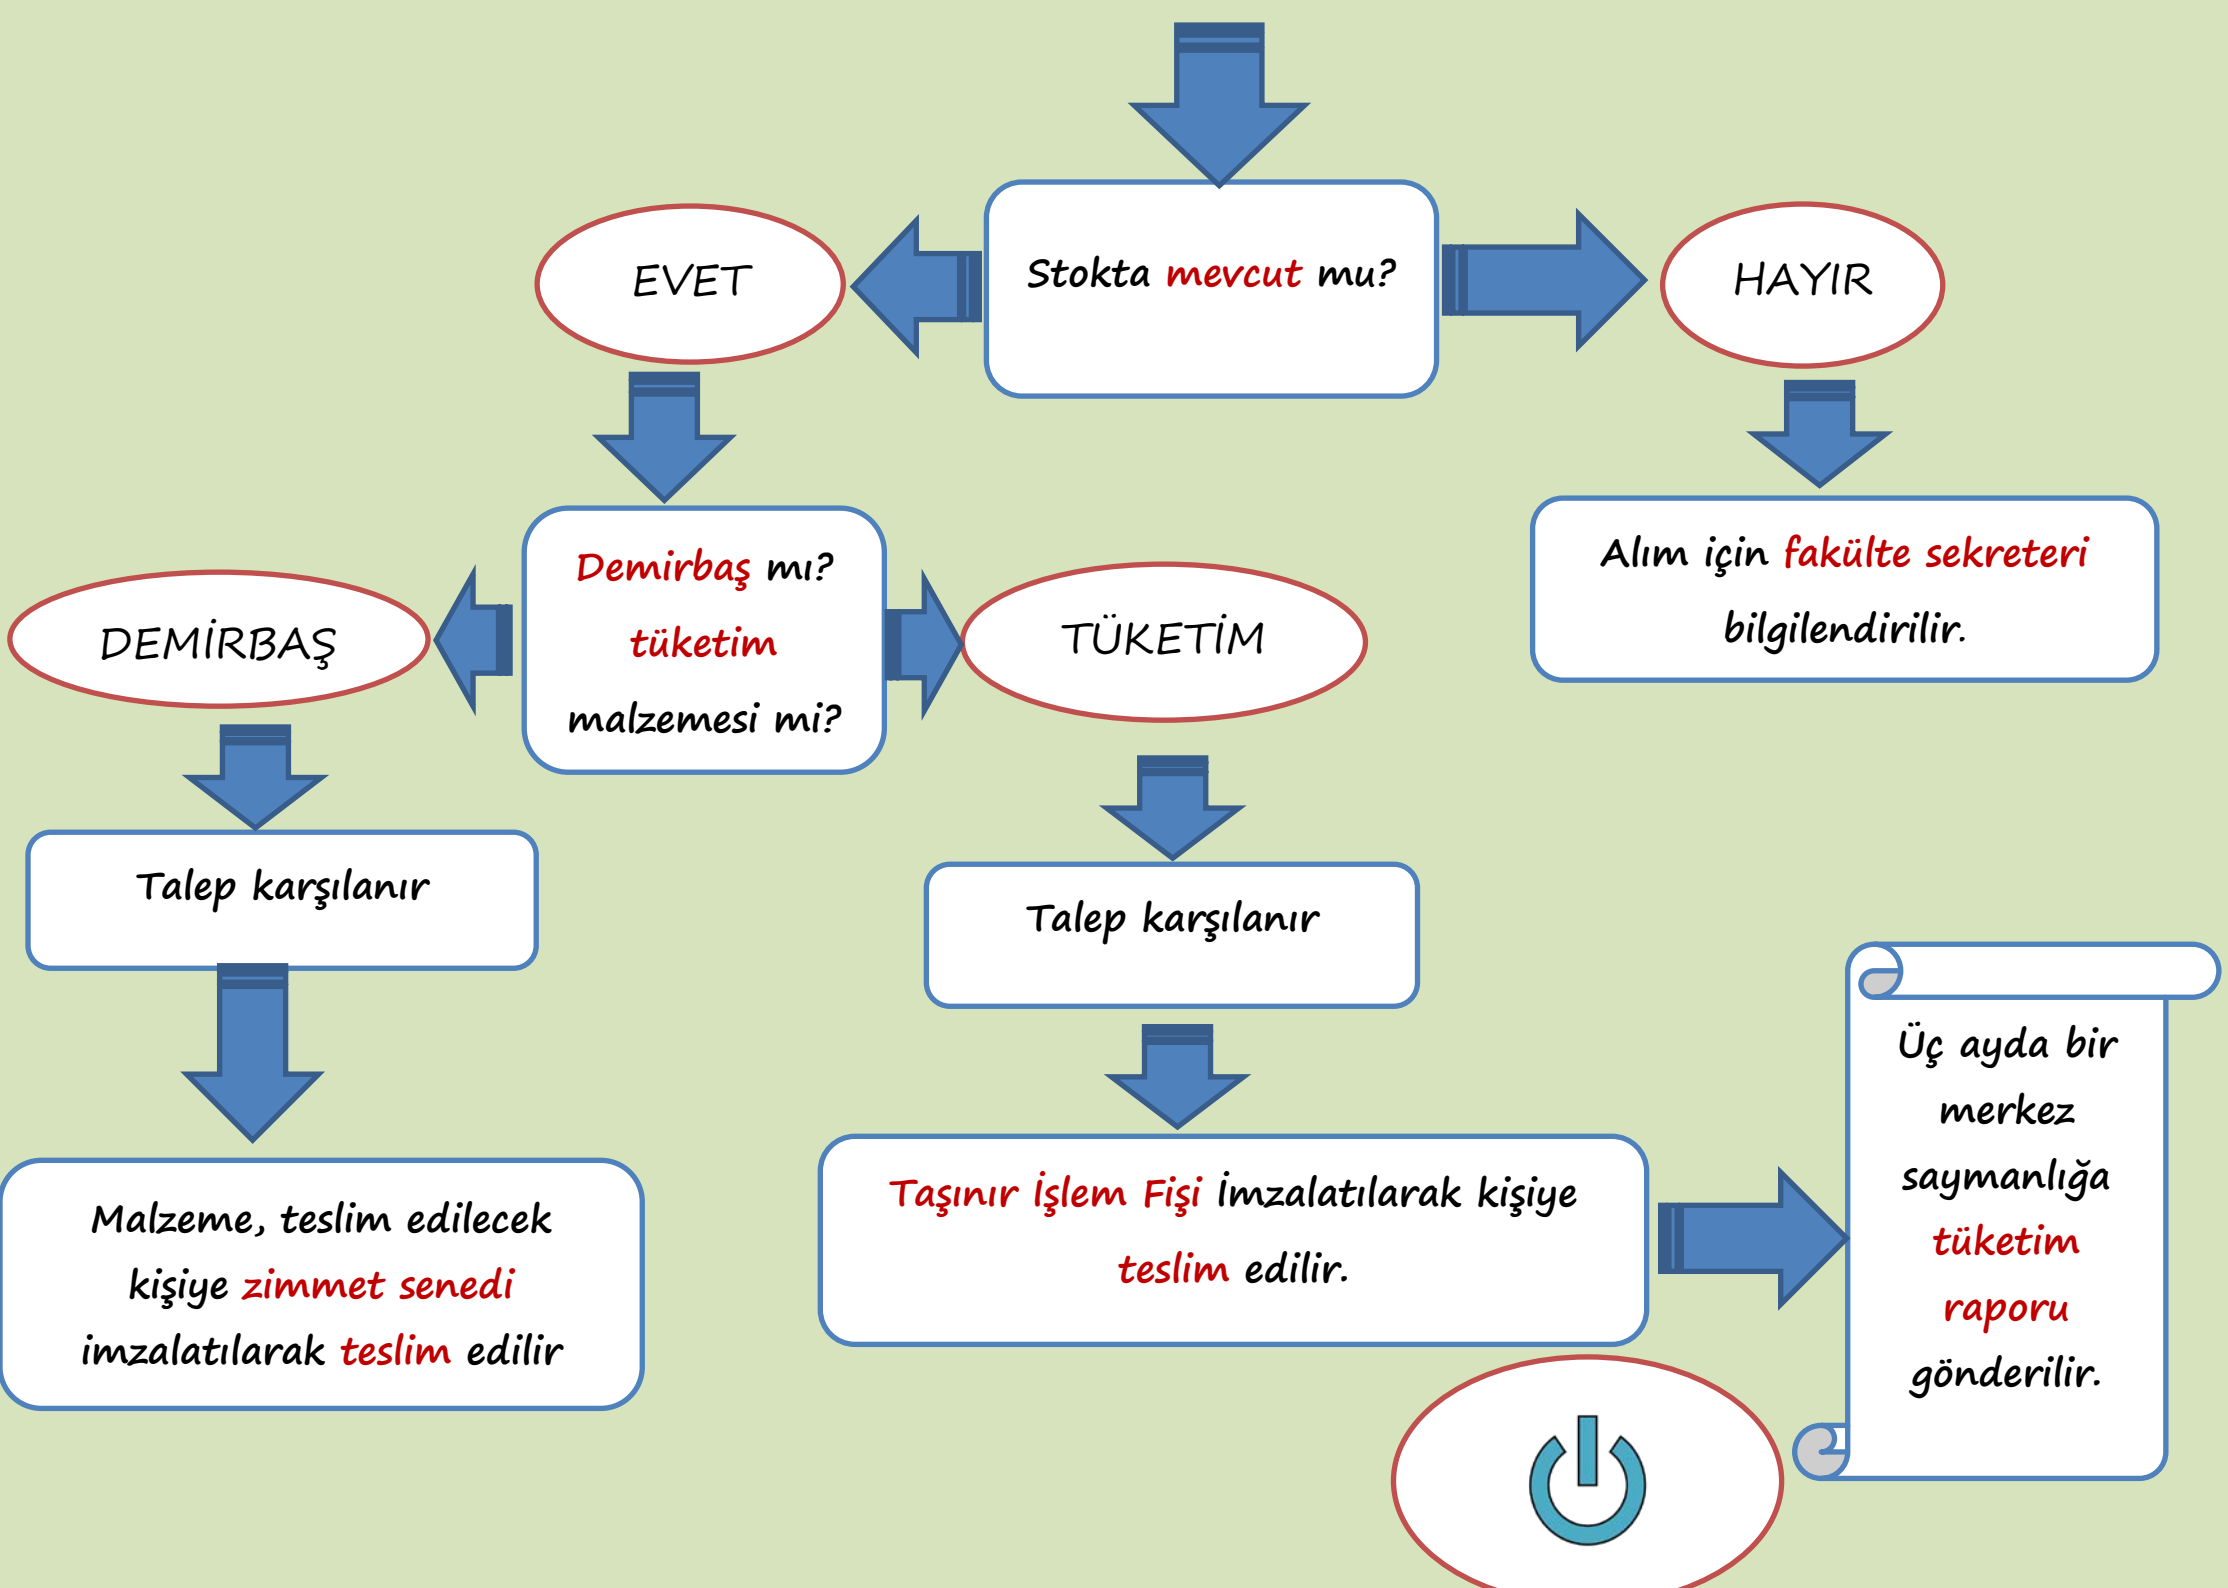 Stokta mevcut mu?
EVET
HAYIR
Demirbaş mı?
tüketim
malzemesi mi?
DEMİRBAŞ
TÜKETİM
Alım için fakülte sekreteri
bilgilendirilir.
Talep karşılanır
Talep karşılanır
Malzeme, teslim edilecek
kişiye zimmet senedi
imzalatılarak teslim edilir
Taşınır İşlem Fişi İmzalatılarak kişiye
teslim edilir.
Üç ayda bir
merkez
saymanlığa
tüketim
raporu
gönderilir.